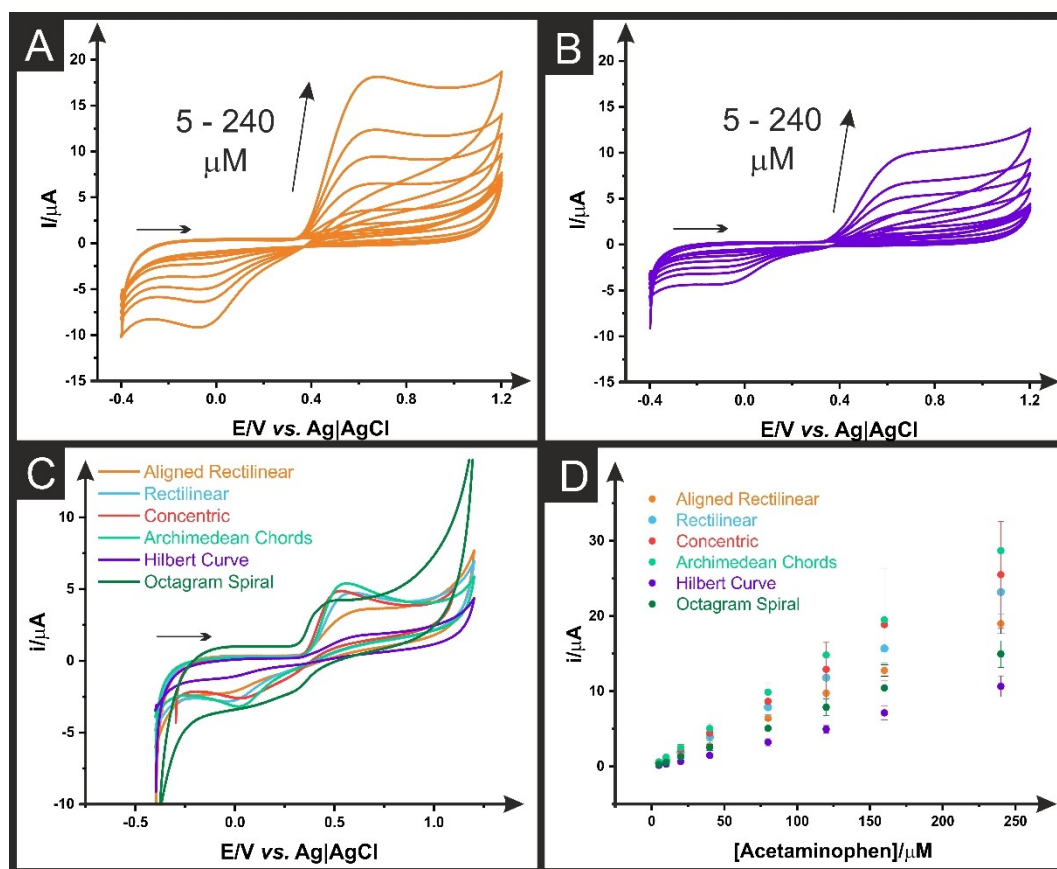 A
20
15
10
5
0
-5
-10
-15
I/µA
5 - 240
µM
-0.4
0.0
0.4
0.8
1.2
E/V vs. Ag|AgCl
B
20
15
10
5
0
-5
-10
-15
I/µA
5 - 240
µM
-0.4
0.0
0.4
0.8
1.2
E/V vs. Ag|AgCl
C
Aligned Rectilinear
Rectilinear
Concentric
Archimedean Chords
Hilbert Curve
Octagram Spiral
10
5
0
-5
-10
i/µA
-0.5
0.0
0.5
1.0
E/V vs. Ag|AgCl
D
Aligned Rectilinear
Rectilinear
Concentric
Archimedean Chords
Hilbert Curve
Octagram Spiral
30
20
10
0
i/µA
0
25
50
75
100
125
150
175
200
225
250
[Acetaminophen]/µM